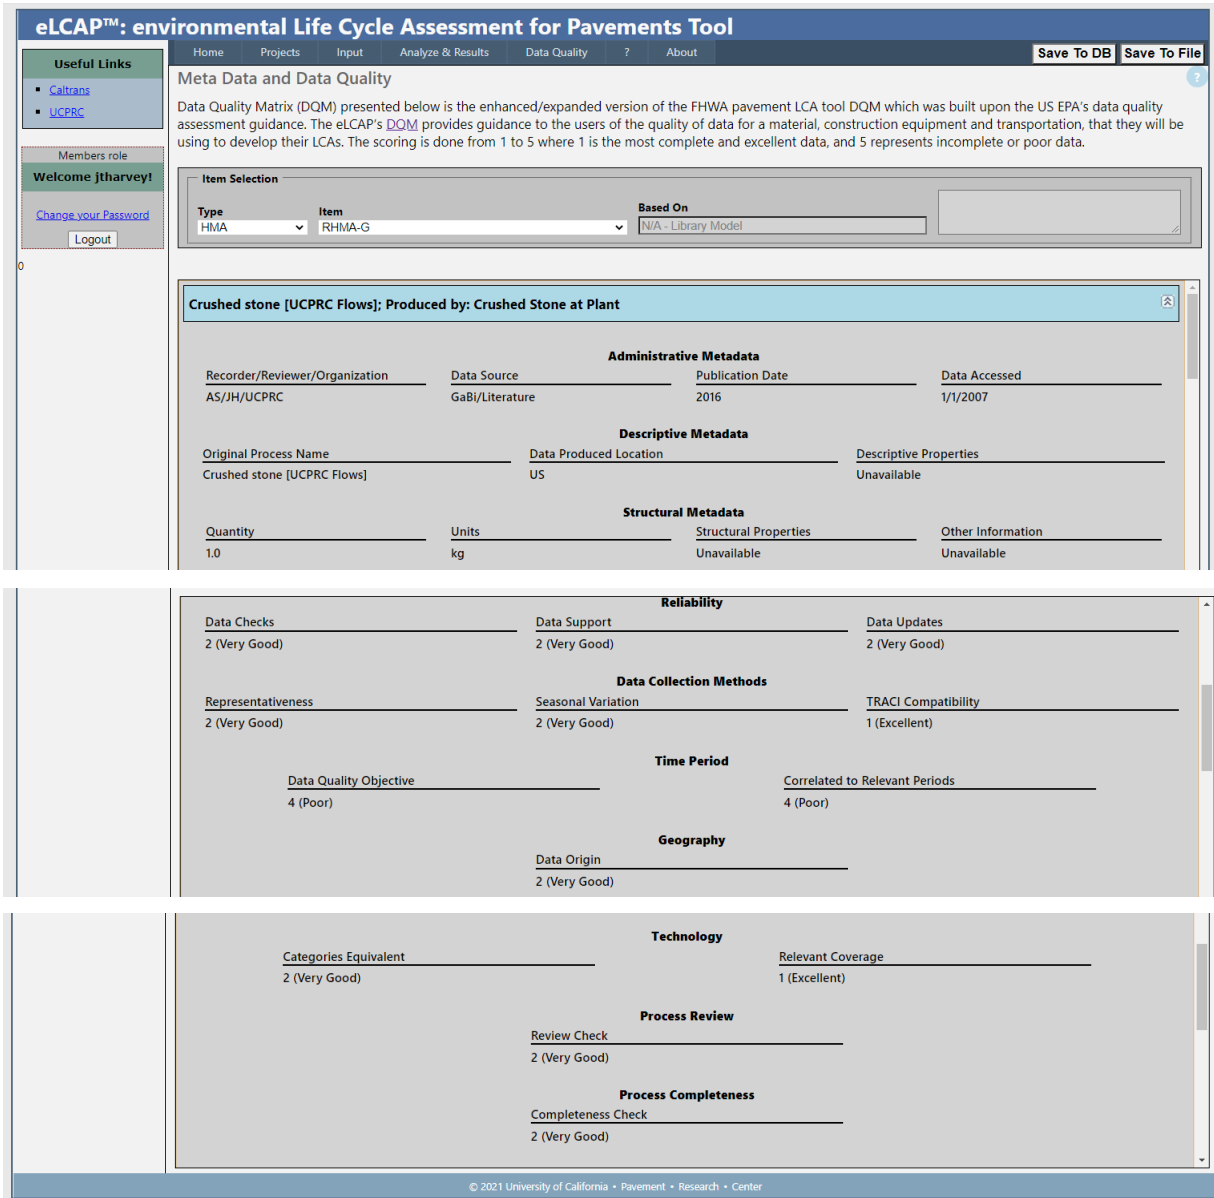 eLCAP™: environmental Life Cycle Assessment for Pavements Tool
Useful Links
Caltrans
UCPRC
Members role
Welcome jtharvey!
Change your Password
Logout
0
Home Projects Input Analyze & Results Data Quality ? About
Save To DB Save To File
Meta Data and Data Quality
?
Data Quality Matrix (DQM) presented below is the enhanced/expanded version of the FHWA pavement LCA tool DQM which was built upon the US EPA's data quality
assessment guidance. The eLCAP's DQM provides guidance to the users of the quality of data for a material, construction equipment and transportation, that they will be
using to develop their LCAs. The scoring is done from 1 to 5 where 1 is the most complete and excellent data, and 5 represents incomplete or poor data.
Item Selection
Type Item Based On
HMA RHMA-G N/A - Library Model
Crushed stone [UCPRC Flows]; Produced by: Crushed Stone at Plant
Administrative Metadata
Recorder/Reviewer/Organization Data Source Publication Date Data Accessed
AS/JH/UCPRC GaBi/Literature 2016 1/1/2007
Descriptive Metadata
Original Process Name Data Produced Location Descriptive Properties
Crushed stone [UCPRC Flows] US Unavailable
Structural Metadata
Quantity Units Structural Properties Other Information
1.0 kg Unavailable Unavailable
Reliability
Data Checks Data Support Data Updates
2 (Very Good) 2 (Very Good) 2 (Very Good)
Data Collection Methods
Representativeness Seasonal Variation TRACI Compatibility
2 (Very Good) 2 (Very Good) 1 (Excellent)
Time Period
Data Quality Objective Correlated to Relevant Periods
4 (Poor) 4 (Poor)
Geography
Data Origin
2 (Very Good)
Technology
Categories Equivalent Relevant Coverage
2 (Very Good) 1 (Excellent)
Process Review
Review Check
2 (Very Good)
Process Completeness
Completeness Check
2 (Very Good)
© 2021 University of California • Pavement • Research • Center